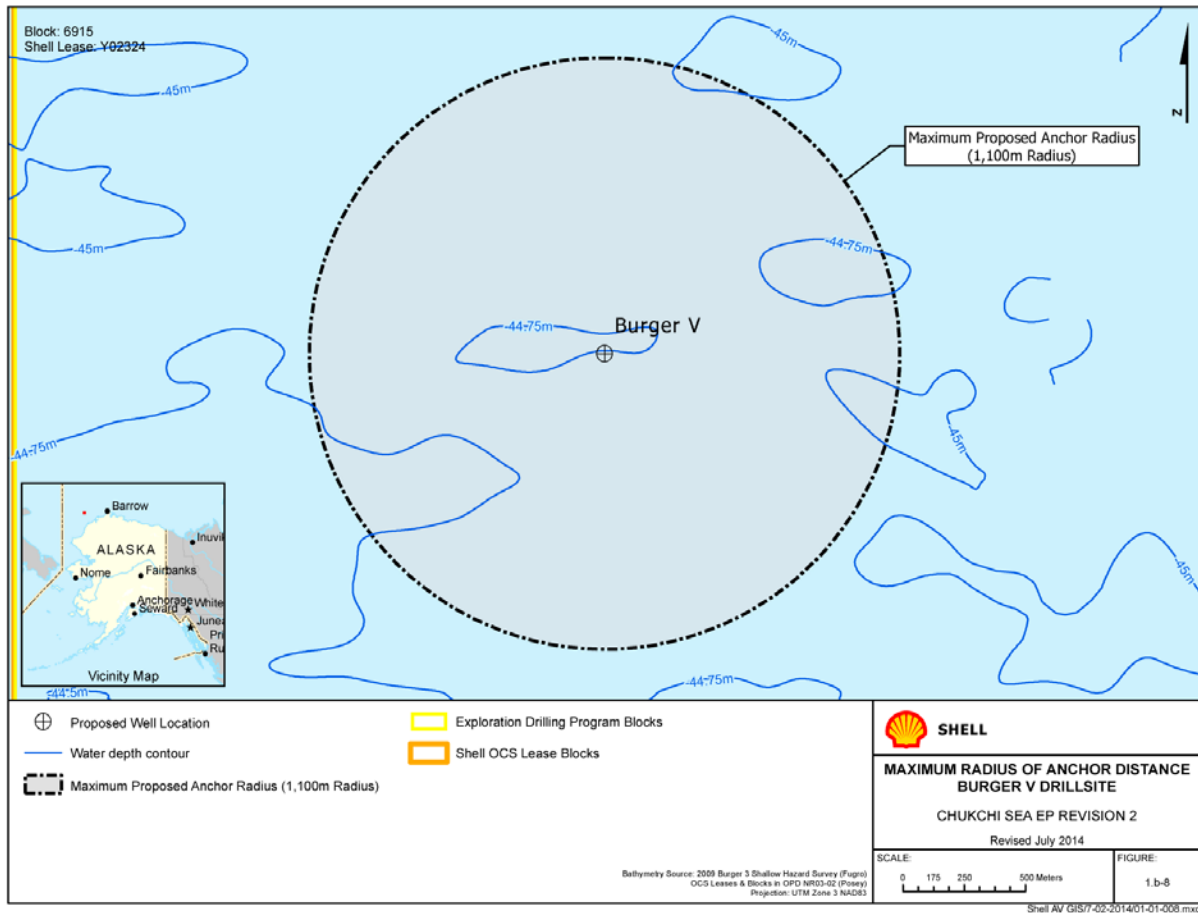 Block: 6915
Shell Lease: Y02324
-45m
-45m
Maximum Proposed Anchor Radius
(1,100m Radius)
N
-45m
-44.75m
-44.75m
Burger V
-44.75m
-45m
-45m
Barrow
ALASKA
Inuvik
Nome
Fairbanks
Anchorage
Seward
White
Junea
Pri
Ru
Vicinity Map
-44.5m
-44.75m
Proposed Well Location
Water depth contour
Maximum Proposed Anchor Radius (1,100m Radius)
Exploration Drilling Program Blocks
Shell OCS Lease Blocks
SHELL
MAXIMUM RADIUS OF ANCHOR DISTANCE
BURGER V DRILLSITE
CHUKCHI SEA EP REVISION 2
Revised July 2014
SCALE:
0 175 250 500 Meters
FIGURE:
1.b-8
Bathymetry Source: 2009 Burger 3 Shallow Hazard Survey (Fugro)
OCS Leases & Blocks in OPD NR03-02 (Posey)
Projection: UTM Zone 3 NAD83
Shell AV GIS/7-02-2014/01-01-008.mxd